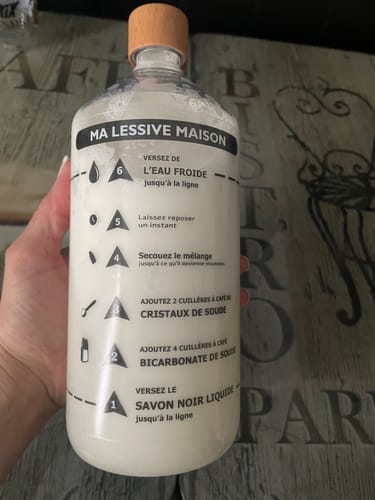 MA LESSIVE MAISON
6
VERSEZ DE
L'EAU FROIDE
jusqu'à la ligne
5
Laissez reposer
un instant
4
Secouez le mélange
jusqu'à ce qu'il devienne mousseux.
3
AJOUTEZ 2 CUILLÈRES À CAFÉ DE
CRISTAUX DE SOUDE
2
AJOUTEZ 4 CUILLÈRES À CAFÉ
BICARBONATE DE SOUDE
1
VERSEZ LE
SAVON NOIR LIQUIDE
jusqu'à la ligne
PAR